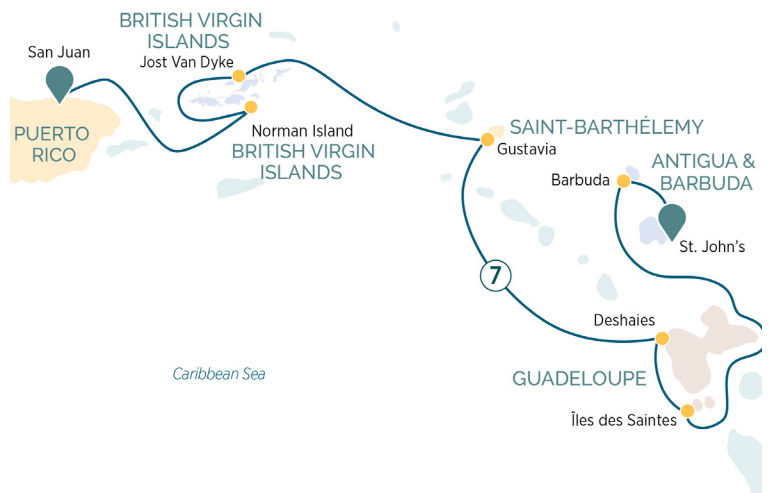 BRITISH VIRGIN
ISLANDS
Jost Van Dyke
San Juan
PUERTO
RICO
Norman Island
BRITISH VIRGIN
ISLANDS
SAINT-BARTHÉLEMY
Gustavia
ANTIGUA &
BARBUDA
Barbuda
St. John's
7
Deshaies
GUADELOUPE
Îles des Saintes
Caribbean Sea